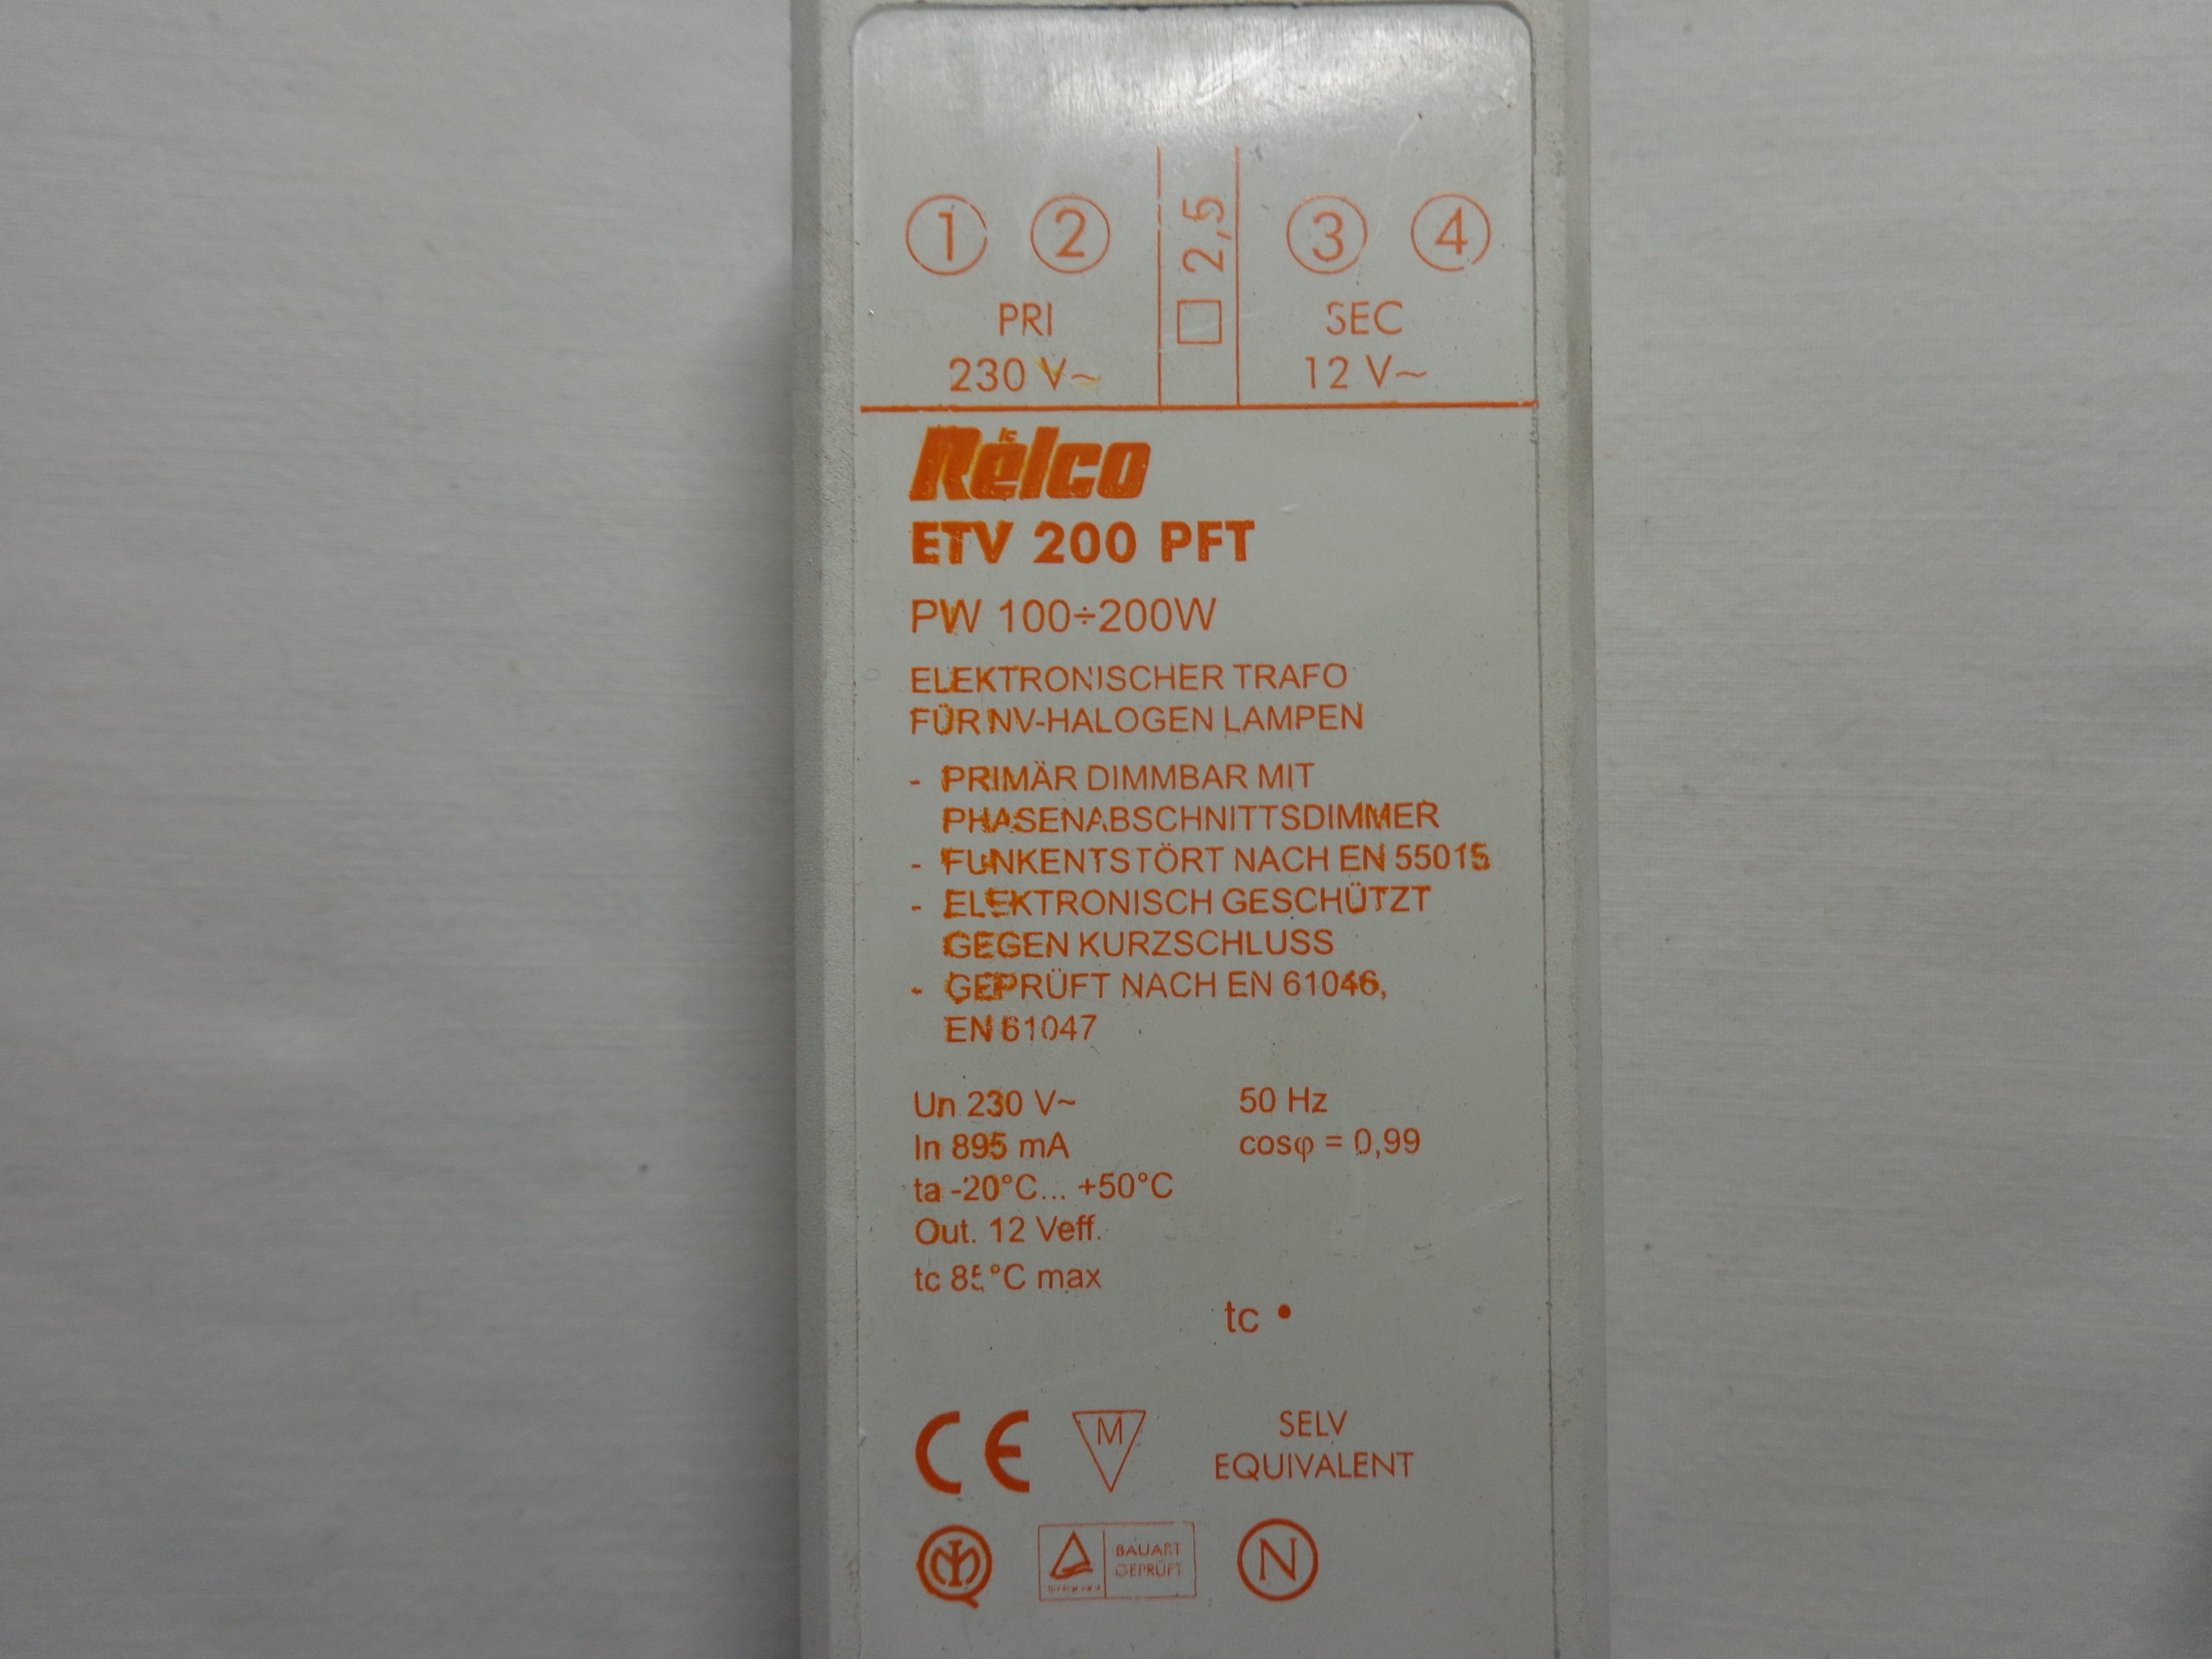 1 2 2,5 3 4
PRI SEC
230 V~ 12 V~
Relco
ETV 200 PFT
PW 100÷200W
ELEKTRONISCHER TRAFO
FÜR NV-HALOGEN LAMPEN
- PRIMÄR DIMMBAR MIT
PHASENABSCHNITTSDIMMER
- FUNKENTSTÖRT NACH EN 55015
- ELEKTRONISCH GESCHÜTZT
GEGEN KURZSCHLUSS
- GEPRÜFT NACH EN 61046,
EN 61047
Un 230 V~ 50 Hz
In 895 mA cosφ = 0,99
ta -20°C... +50°C
Out. 12 Veff.
tc 85°C max
tc •
CE M SELV
EQUIVALENT
BAUART
GEPRÜFT
N